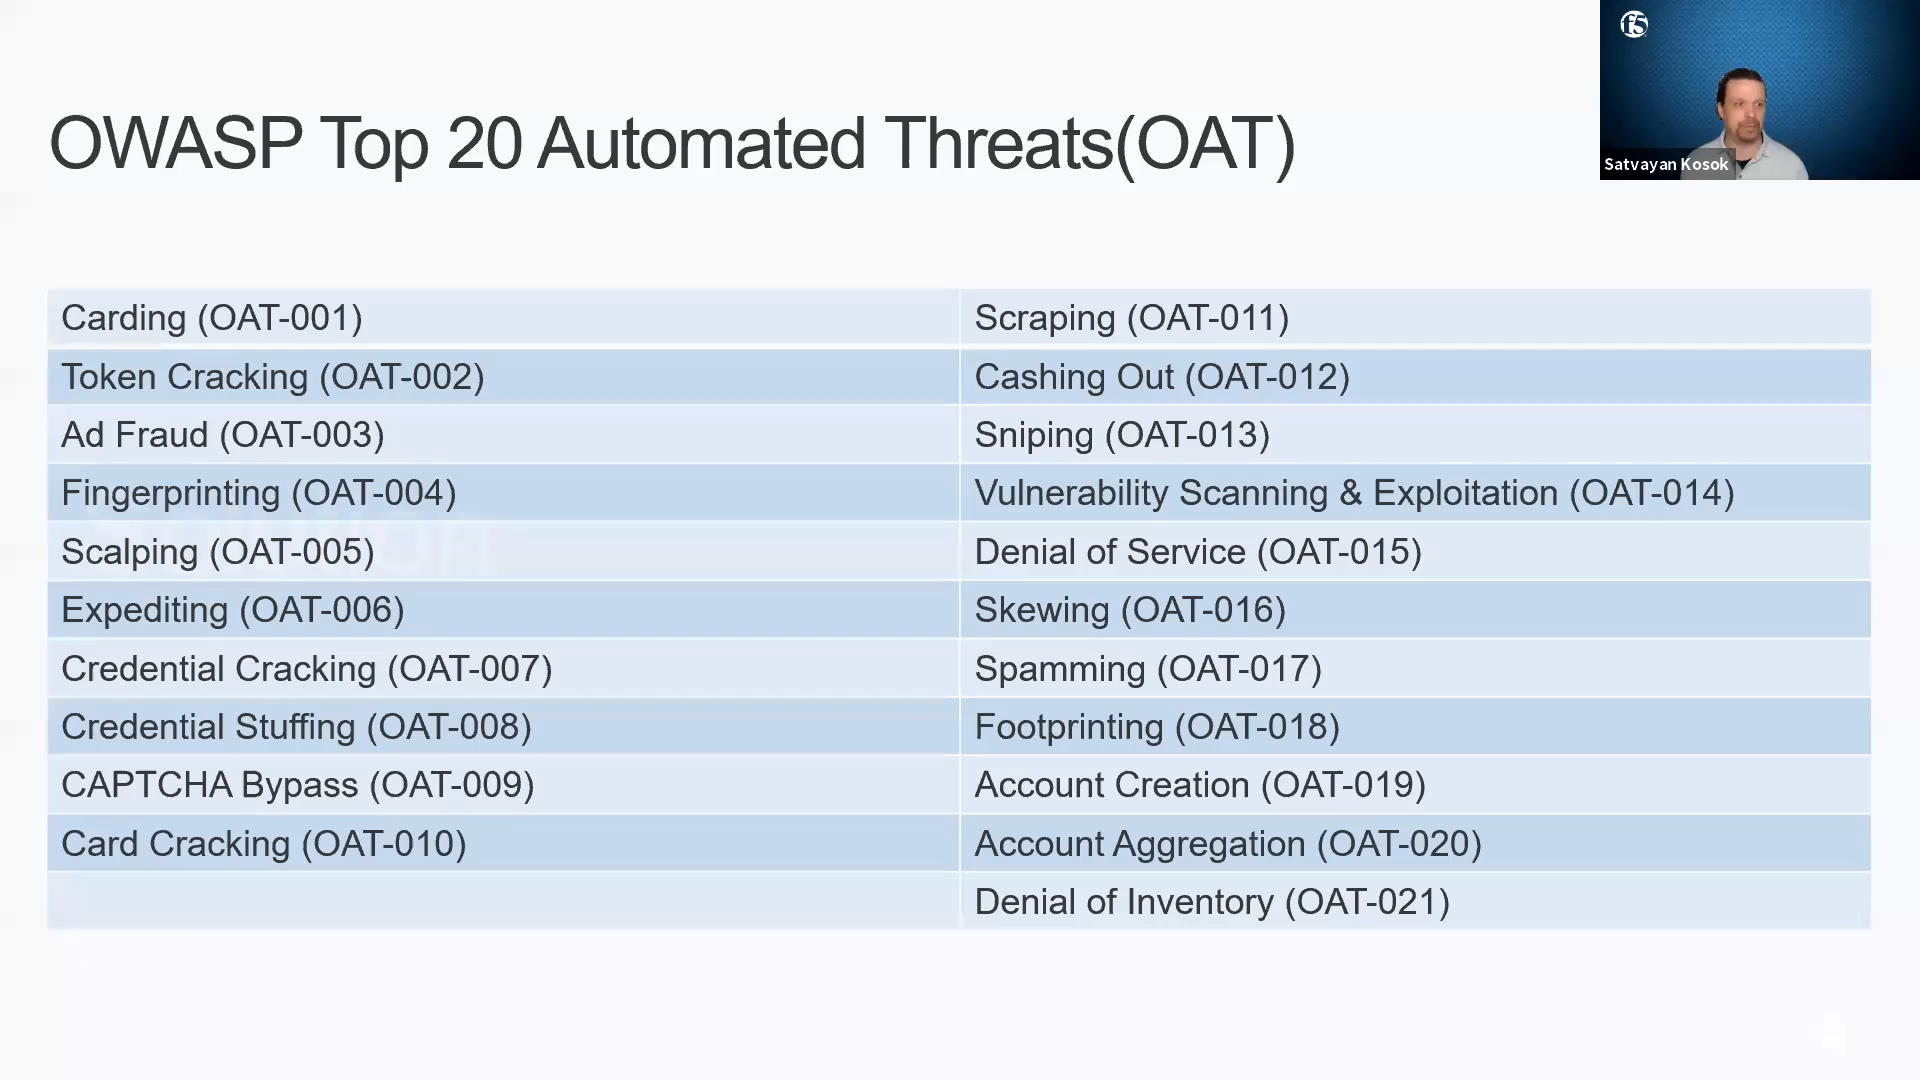 f5
Satvayan Kosok
OWASP Top 20 Automated Threats(OAT)
Carding (OAT-001)
Scraping (OAT-011)
Token Cracking (OAT-002)
Cashing Out (OAT-012)
Ad Fraud (OAT-003)
Sniping (OAT-013)
Fingerprinting (OAT-004)
Vulnerability Scanning & Exploitation (OAT-014)
Scalping (OAT-005)
Denial of Service (OAT-015)
Expediting (OAT-006)
Skewing (OAT-016)
Credential Cracking (OAT-007)
Spamming (OAT-017)
Credential Stuffing (OAT-008)
Footprinting (OAT-018)
CAPTCHA Bypass (OAT-009)
Account Creation (OAT-019)
Card Cracking (OAT-010)
Account Aggregation (OAT-020)
Denial of Inventory (OAT-021)